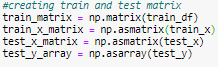 #creating train and test matrix
train_matrix = np.matrix(train_df)
train_x_matrix = np.asmatrix(train_x)
test_x_matrix = np.asmatrix(test_x)
test_y_array = np.asarray(test_y)